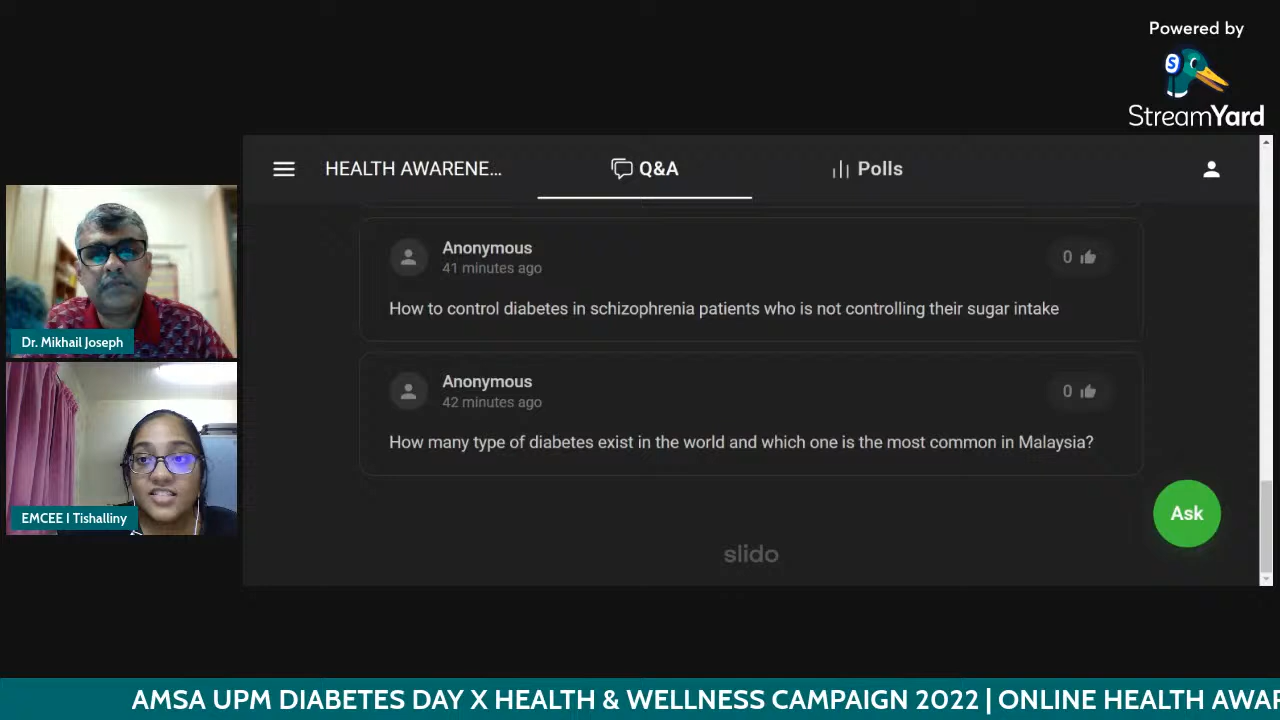 Powered by
S
StreamYard
HEALTH AWARENE...
Q&A
Polls
Anonymous
41 minutes ago
0
How to control diabetes in schizophrenia patients who is not controlling their sugar intake
Anonymous
42 minutes ago
0
How many type of diabetes exist in the world and which one is the most common in Malaysia?
Ask
slido
Dr. Mikhail Joseph
EMCEE I Tishalliny
AMSA UPM DIABETES DAY X HEALTH & WELLNESS CAMPAIGN 2022 | ONLINE HEALTH AWAR